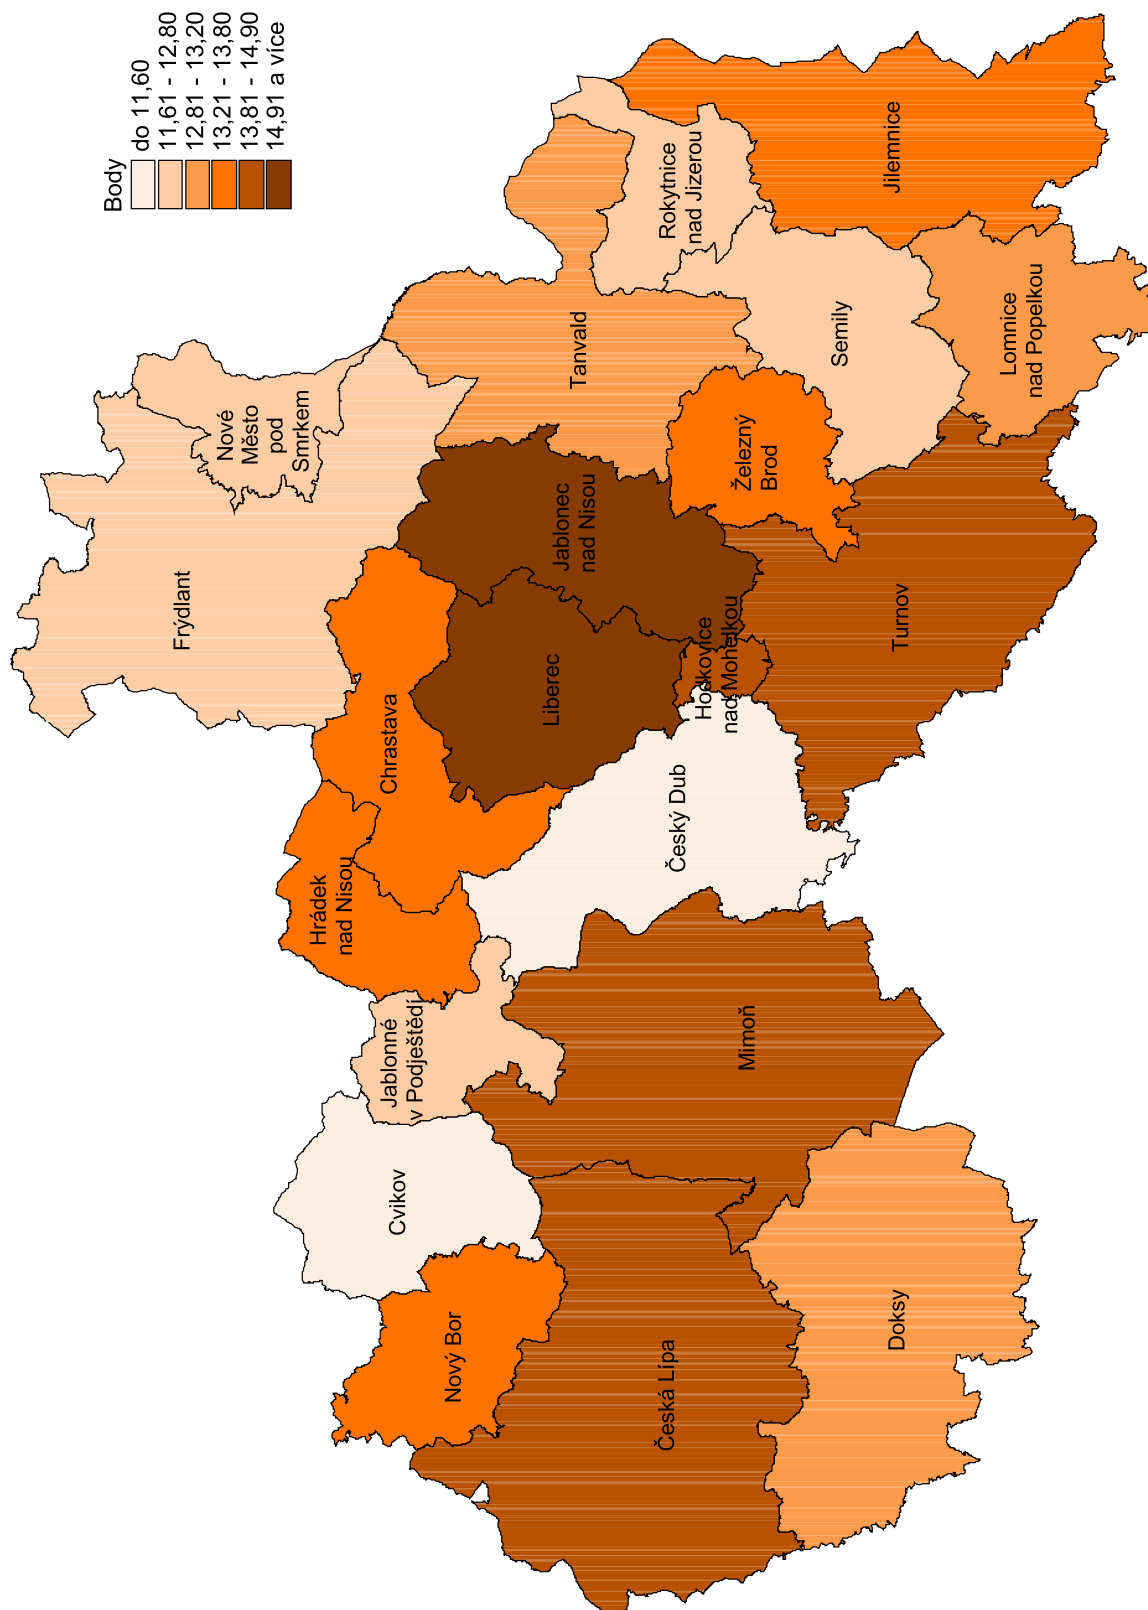 Body
do 11,60
11,61 - 12,80
12,81 - 13,20
13,21 - 13,80
13,81 - 14,90
14,91 a více
Frýdlant
Nové
Město
pod
Smrkem
Hrádek
nad Nisou
Chrastava
Jablonné
v Podještědí
Cvikov
Nový Bor
Liberec
Jablonec
nad Nisou
Tanvald
Rokytnice
nad Jizerou
Jilemnice
Semily
Železný
Brod
Lomnice
nad Popelkou
Hodkovice
nad Mohelkou
Český Dub
Turnov
Mimoň
Česká Lípa
Doksy